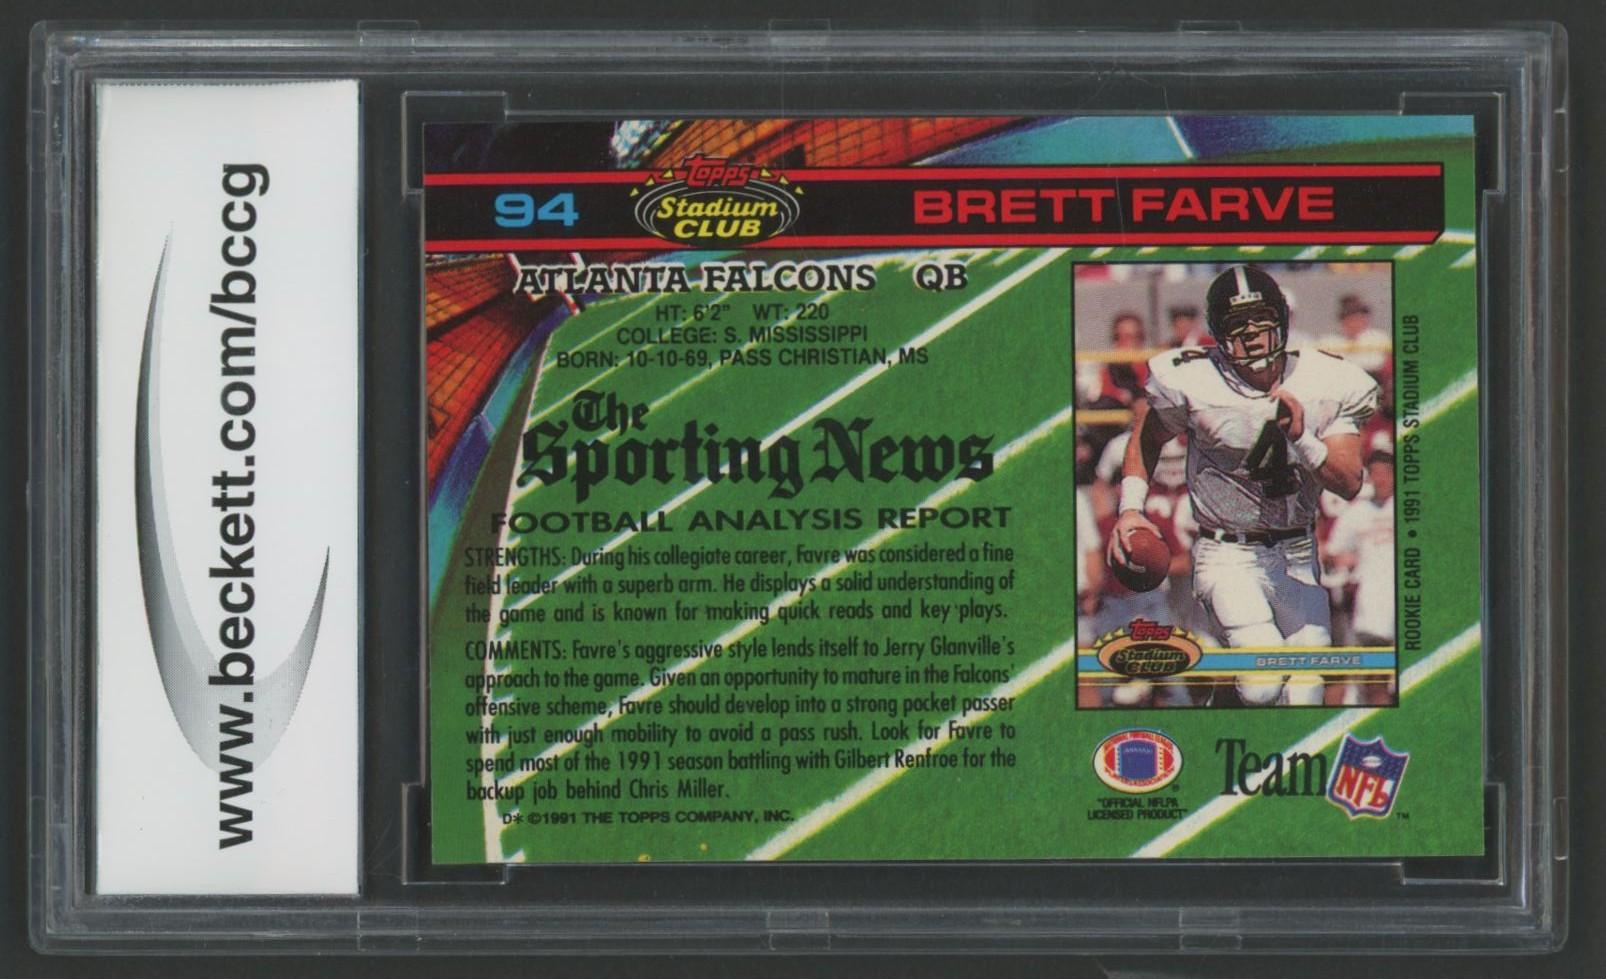 www.beckett.com/bccg
94
Topps
Stadium
CLUB
BRETT FARVE
ATLANTA FALCONS QB
HT: 6'2" WT: 220
COLLEGE: S. MISSISSIPPI
BORN: 10-10-69, PASS CHRISTIAN, MS
The
Sporting News
FOOTBALL ANALYSIS REPORT
STRENGTHS: During his collegiate career, Favre was considered a fine
field leader with a superb arm. He displays a solid understanding of
the game and is known for making quick reads and key plays.
COMMENTS: Favre's aggressive style lends itself to Jerry Glanville's
approach to the game. Given an opportunity to mature in the Falcons'
offensive scheme, Favre should develop into a strong pocket passer
with just enough mobility to avoid a pass rush. Look for Favre to
spend most of the 1991 season battling with Gilbert Renfroe for the
backup job behind Chris Miller.
D* ©1991 THE TOPPS COMPANY, INC.
4
Topps
Stadium
CLUB
BRETT FARVE
ROOKIE CARD • 1991 TOPPS STADIUM CLUB
®
"OFFICIAL NFLPA
LICENSED PRODUCT"
Team NFL
™